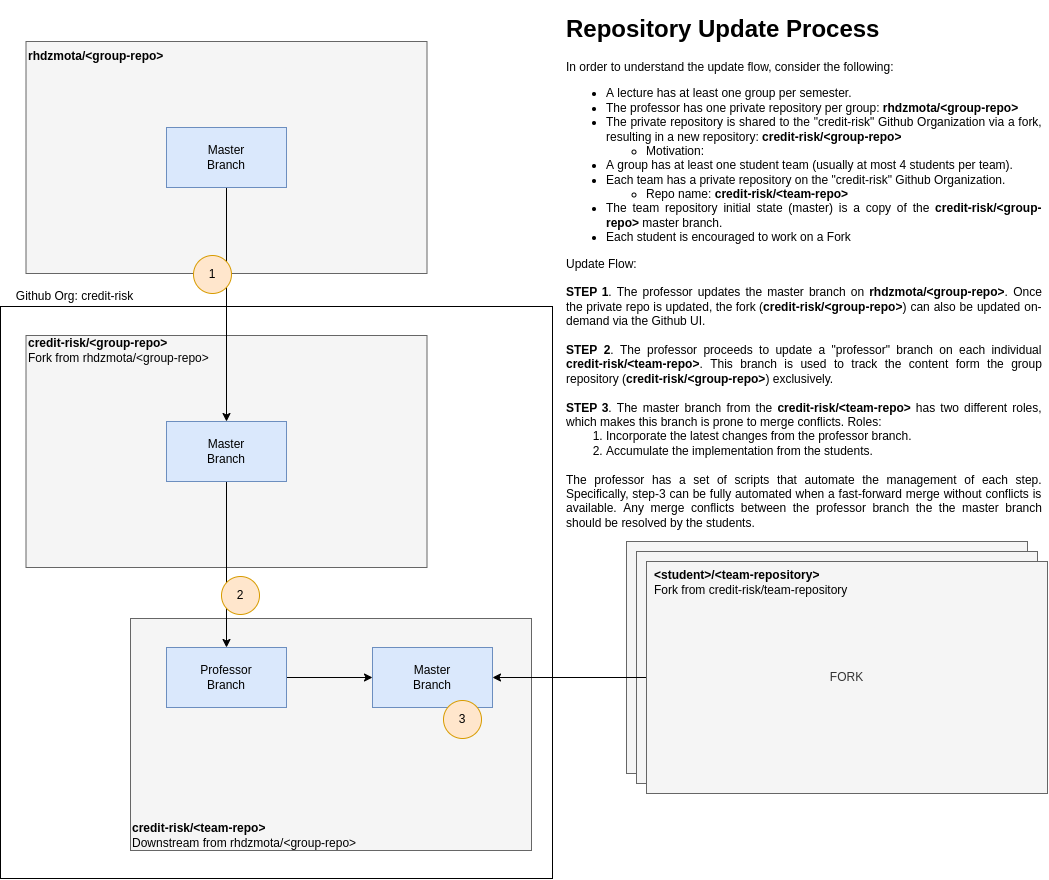 rhdzmota/<group-repo>
Master
Branch
1
Github Org: credit-risk
credit-risk/<group-repo>
Fork from rhdzmota/<group-repo>
Master
Branch
2
Professor
Branch
Master
Branch
3
credit-risk/<team-repo>
Downstream from rhdzmota/<group-repo>
Repository Update Process
In order to understand the update flow, consider the following:
• A lecture has at least one group per semester.
• The professor has one private repository per group: rhdzmota/<group-repo>
• The private repository is shared to the "credit-risk" Github Organization via a fork,
resulting in a new repository: credit-risk/<group-repo>
◦ Motivation:
• A group has at least one student team (usually at most 4 students per team).
• Each team has a private repository on the "credit-risk" Github Organization.
◦ Repo name: credit-risk/<team-repo>
• The team repository initial state (master) is a copy of the credit-risk/<group-
repo> master branch.
• Each student is encouraged to work on a Fork
Update Flow:
STEP 1. The professor updates the master branch on rhdzmota/<group-repo>. Once
the private repo is updated, the fork (credit-risk/<group-repo>) can also be updated on-
demand via the Github UI.
STEP 2. The professor proceeds to update a "professor" branch on each individual
credit-risk/<team-repo>. This branch is used to track the content form the group
repository (credit-risk/<group-repo>) exclusively.
STEP 3. The master branch from the credit-risk/<team-repo> has two different roles,
which makes this branch is prone to merge conflicts. Roles:
1. Incorporate the latest changes from the professor branch.
2. Accumulate the implementation from the students.
The professor has a set of scripts that automate the management of each step.
Specifically, step-3 can be fully automated when a fast-forward merge without conflicts is
available. Any merge conflicts between the professor branch the the master branch
should be resolved by the students.
<student>/<team-repository>
Fork from credit-risk/team-repository
FORK